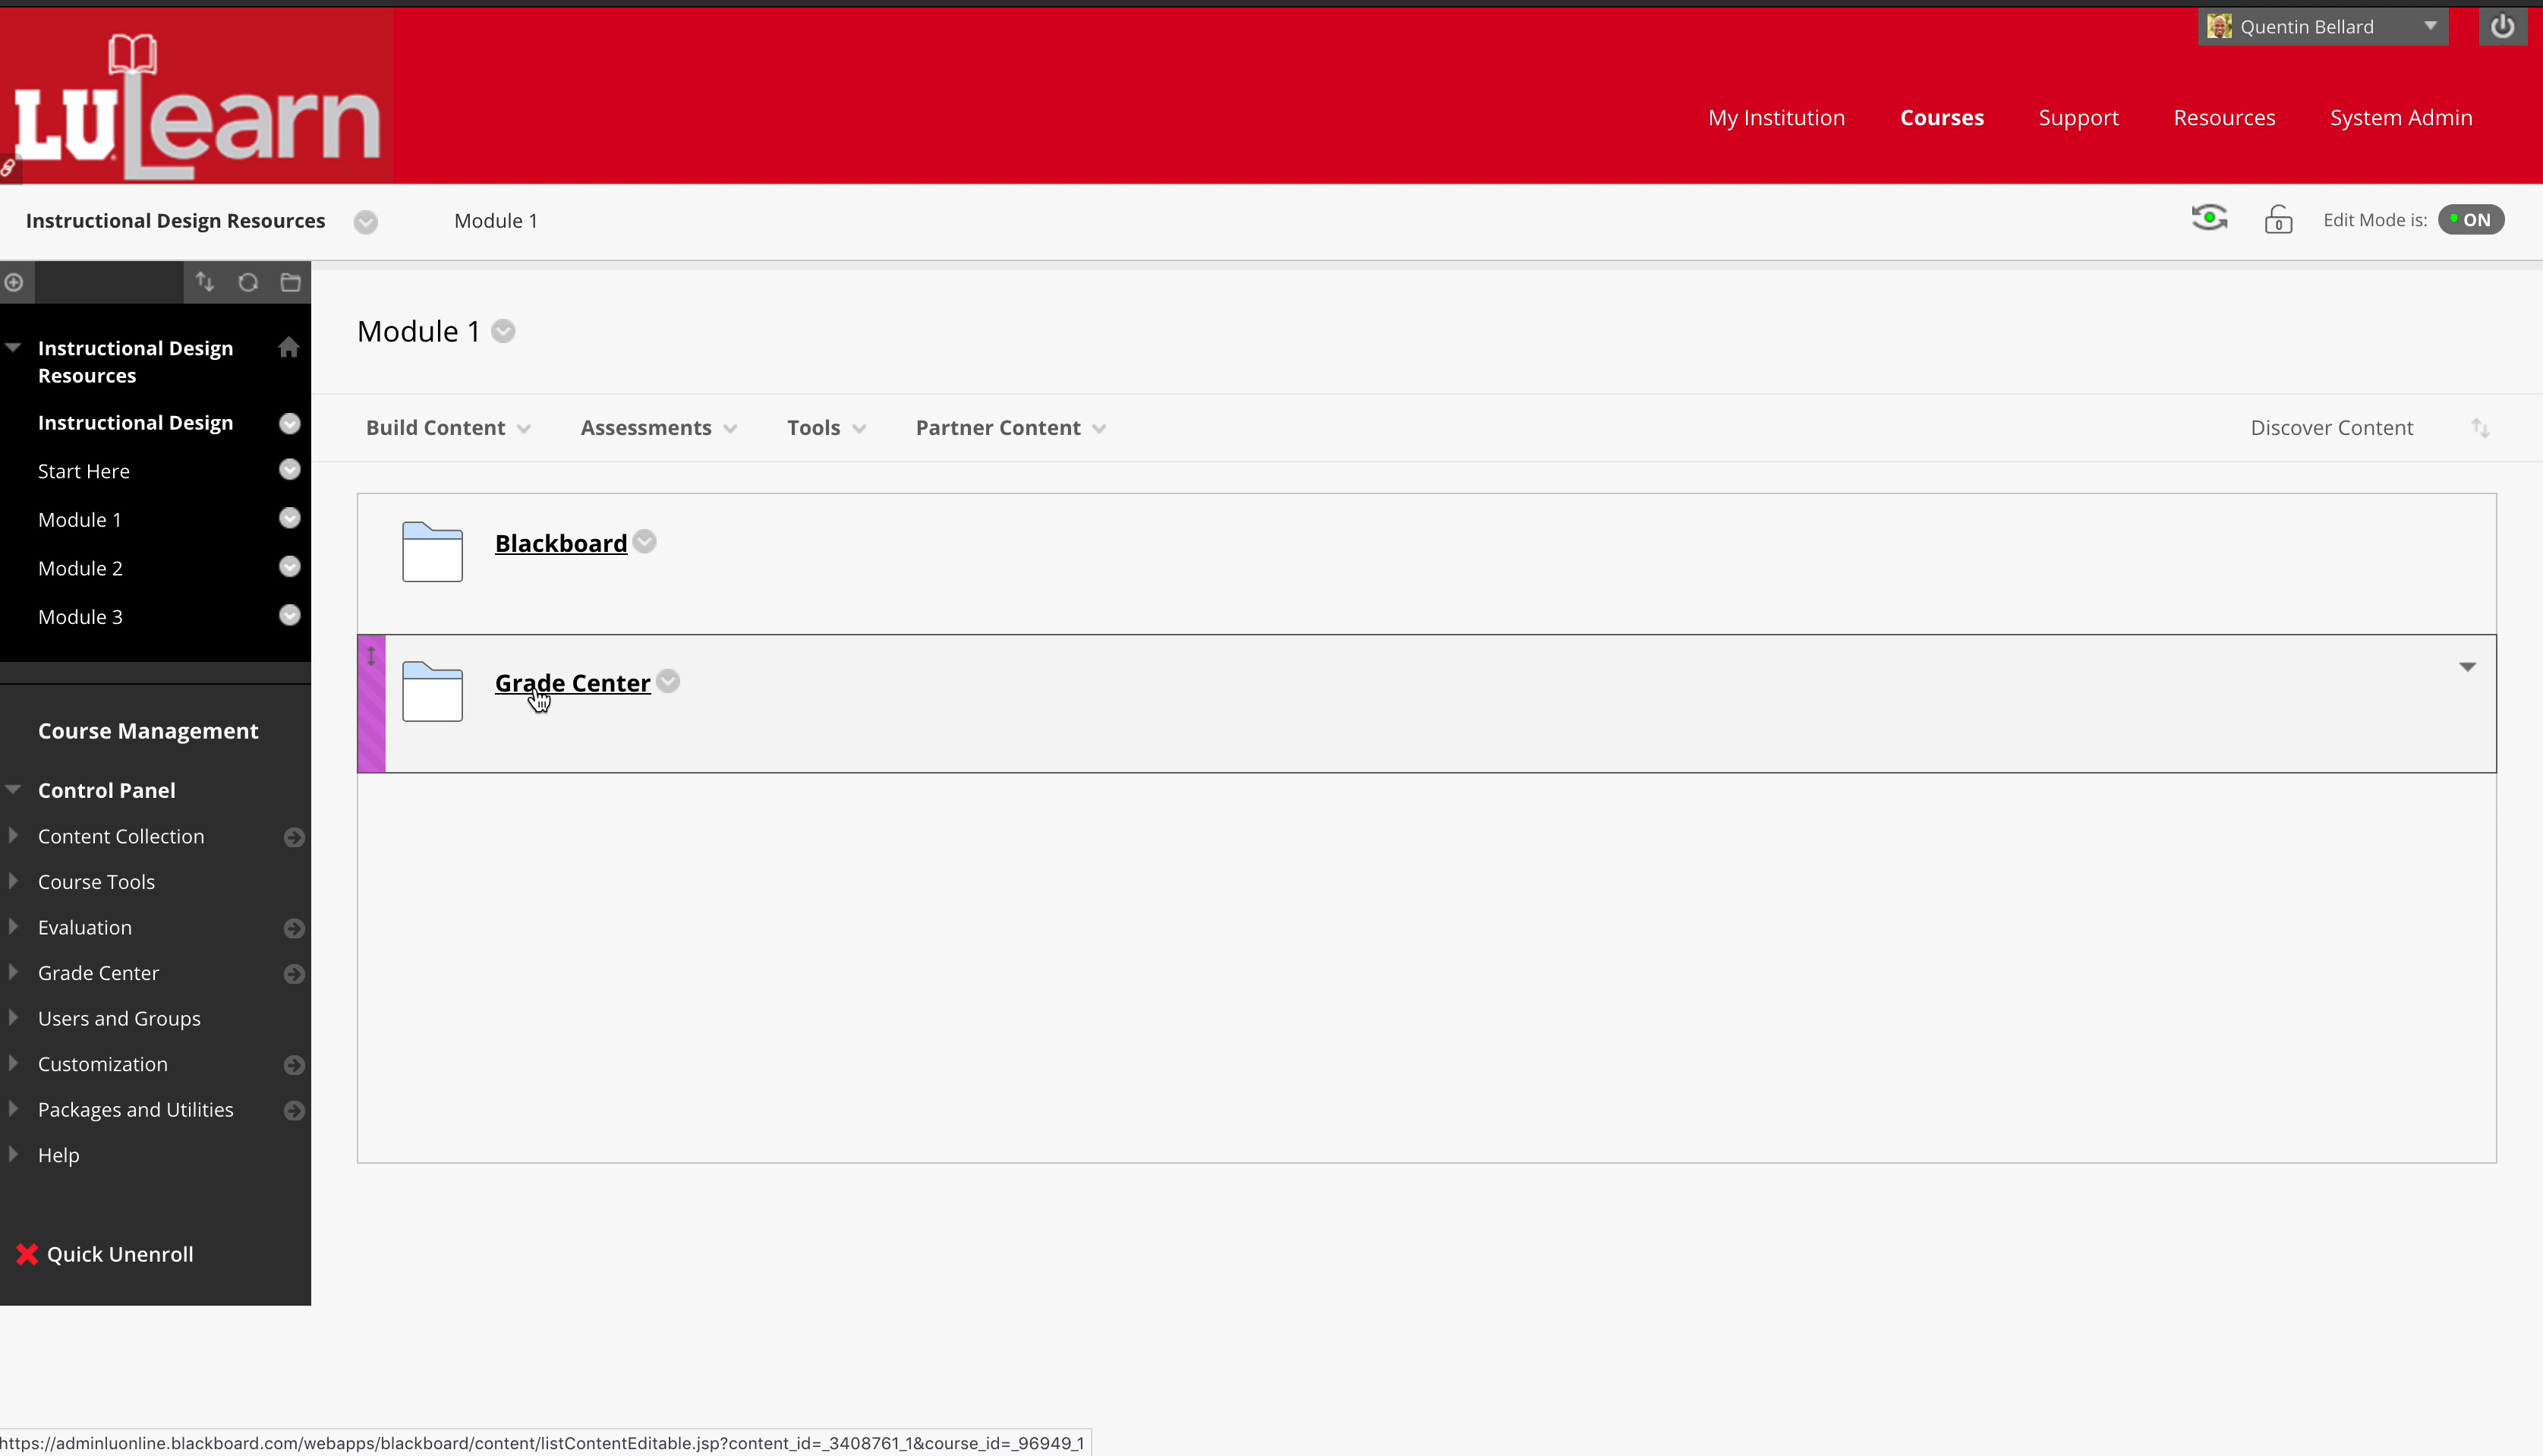 Quentin Bellard
LU Learn
My Institution Courses Support Resources System Admin
Instructional Design Resources Module 1 0 Edit Mode is: ON
Module 1
Instructional Design
Resources
Instructional Design
Start Here
Module 1
Module 2
Module 3
Build Content Assessments Tools Partner Content Discover Content
Blackboard
Grade Center
Course Management
Control Panel
Content Collection
Course Tools
Evaluation
Grade Center
Users and Groups
Customization
Packages and Utilities
Help
Quick Unenroll
https://adminluonline.blackboard.com/webapps/blackboard/content/listContentEditable.jsp?content_id=_3408761_1&course_id=_96949_1